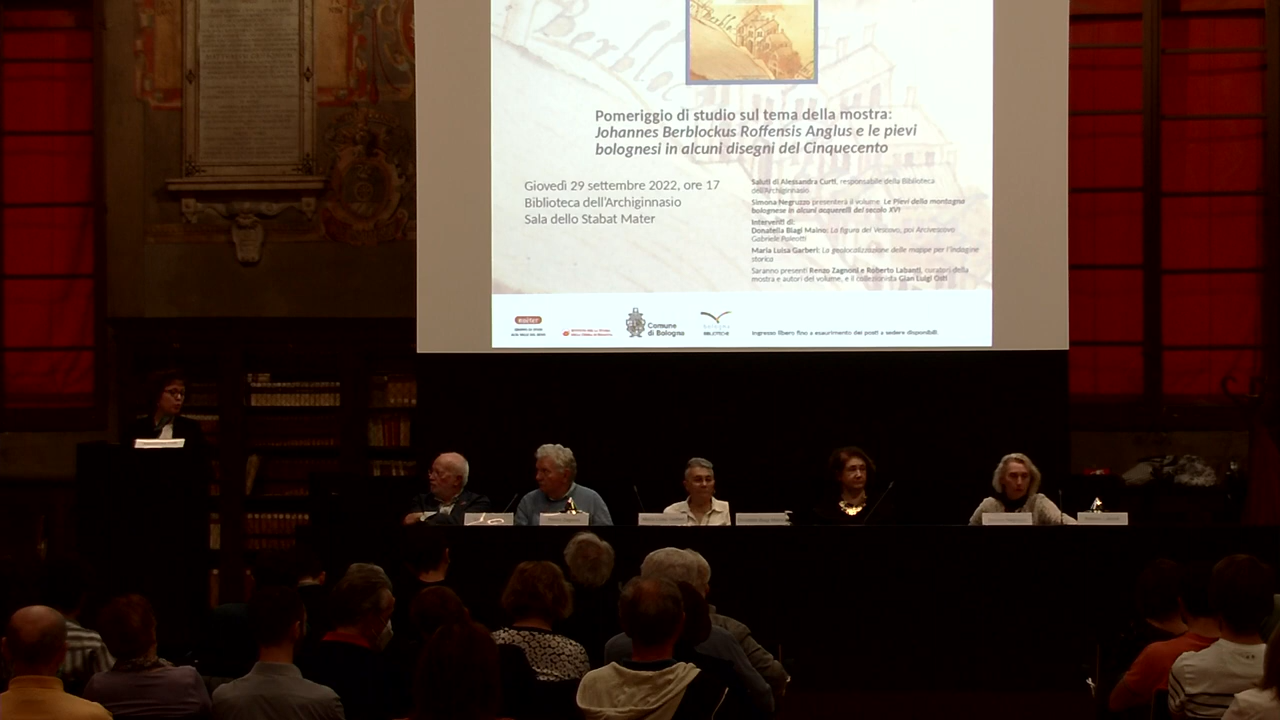 Pomeriggio di studio sul tema della mostra:
Johannes Berblockus Roffensis Anglus e le pievi
bolognesi in alcuni disegni del Cinquecento
Giovedì 29 settembre 2022, ore 17
Biblioteca dell'Archiginnasio
Sala dello Stabat Mater
Saluti di Alessandra Curti, responsabile della Biblioteca
dell'Archiginnasio
Simona Negruzzo presenterà il volume Le Pievi della montagna
bolognese in alcuni acquerelli del secolo XVI
Interventi di:
Donatella Biagi Maino: La figura del Vescovo, poi Arcivescovo
Gabriele Paleotti
Maria Luisa Garberi: La geolocalizzazione delle mappe per l'indagine
storica
Saranno presenti Renzo Zagnoni e Roberto Labanti, curatori della
mostra e autori del volume, e il collezionista Gian Luigi
nuèter
Comune
di Bologna
bologna
BIBLIOTECHE
Ingresso libero fino a esaurimento dei posti a sedere disponibili